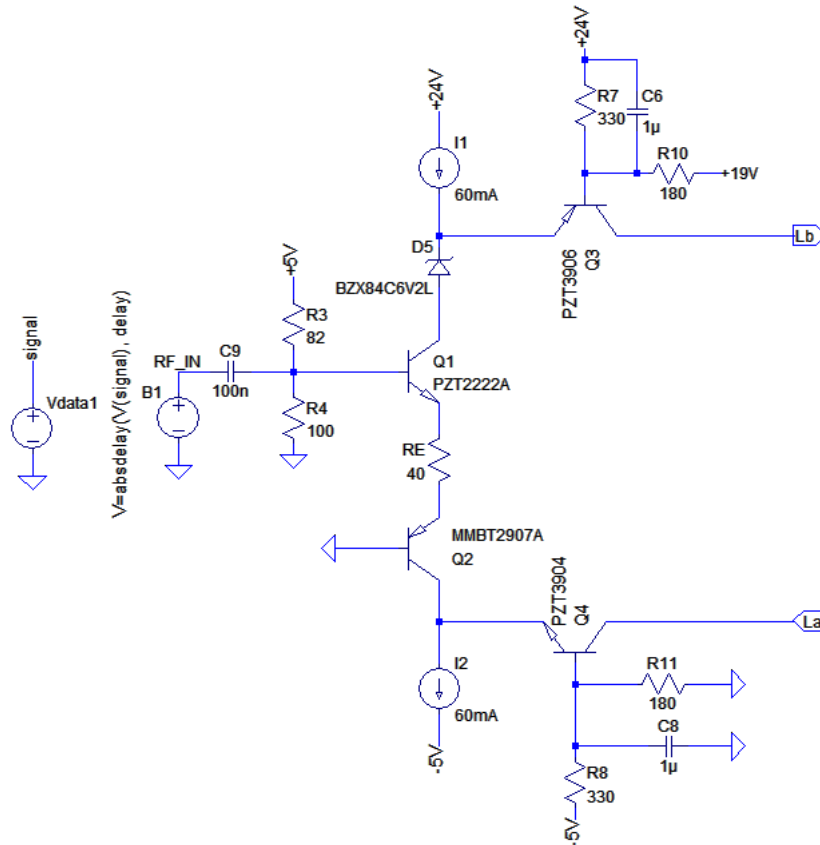 +24V
R7
330
C6
1µ
R10
180
+19V
+24V
I1
60mA
Lb
PZT3906
Q3
D5
BZX84C6V2L
+5V
R3
82
signal
Vdata1
V=absdelay(V(signal), delay)
RF_IN
B1
C9
100n
Q1
PZT2222A
R4
100
RE
40
MMBT2907A
Q2
PZT3904
Q4
La
I2
60mA
-5V
R11
180
C8
1µ
R8
330
-5V